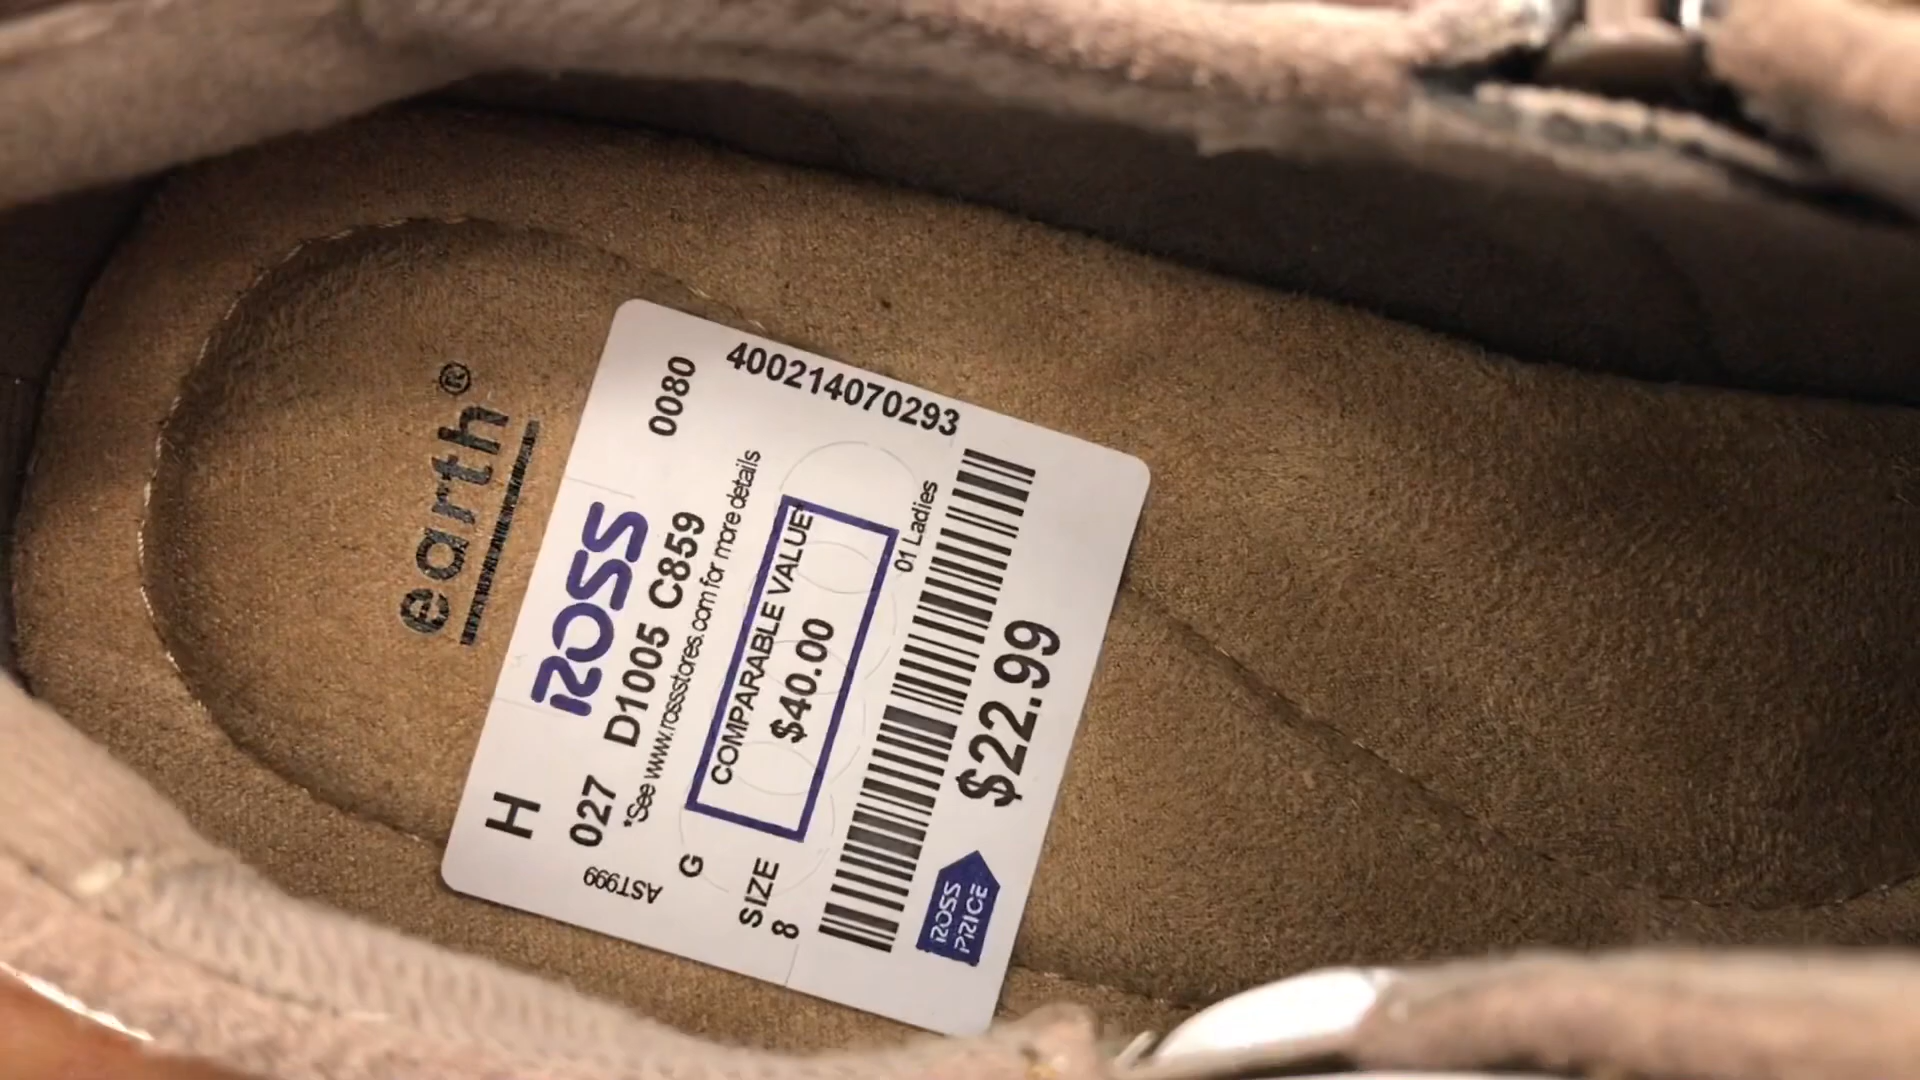 earth®
0080
400214070293
H
ROSS
027 D1005 C859
*See www.rossstores.com for more details
AST999
G
COMPARABLE VALUE*
$40.00
SIZE
8
01 Ladies
$22.99
ROSS
PRICE